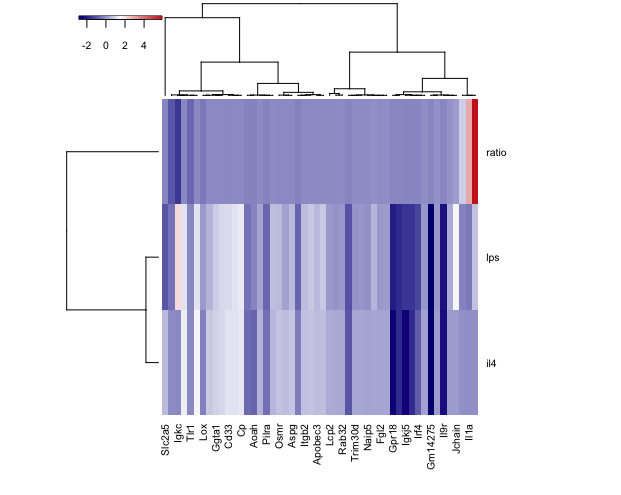 -2 0 2 4
ratio
lps
il4
Slc2a5
Igkc
Tlr1
Lox
Ggta1
Cd33
Cp
Aoah
Pilra
Osmr
Aspg
Itgb2
Apobec3
Lcp2
Rab32
Trim30d
Naip5
Fgl2
Gpr18
Igkj5
Irf4
Gm14275
Il9r
Jchain
Il1a